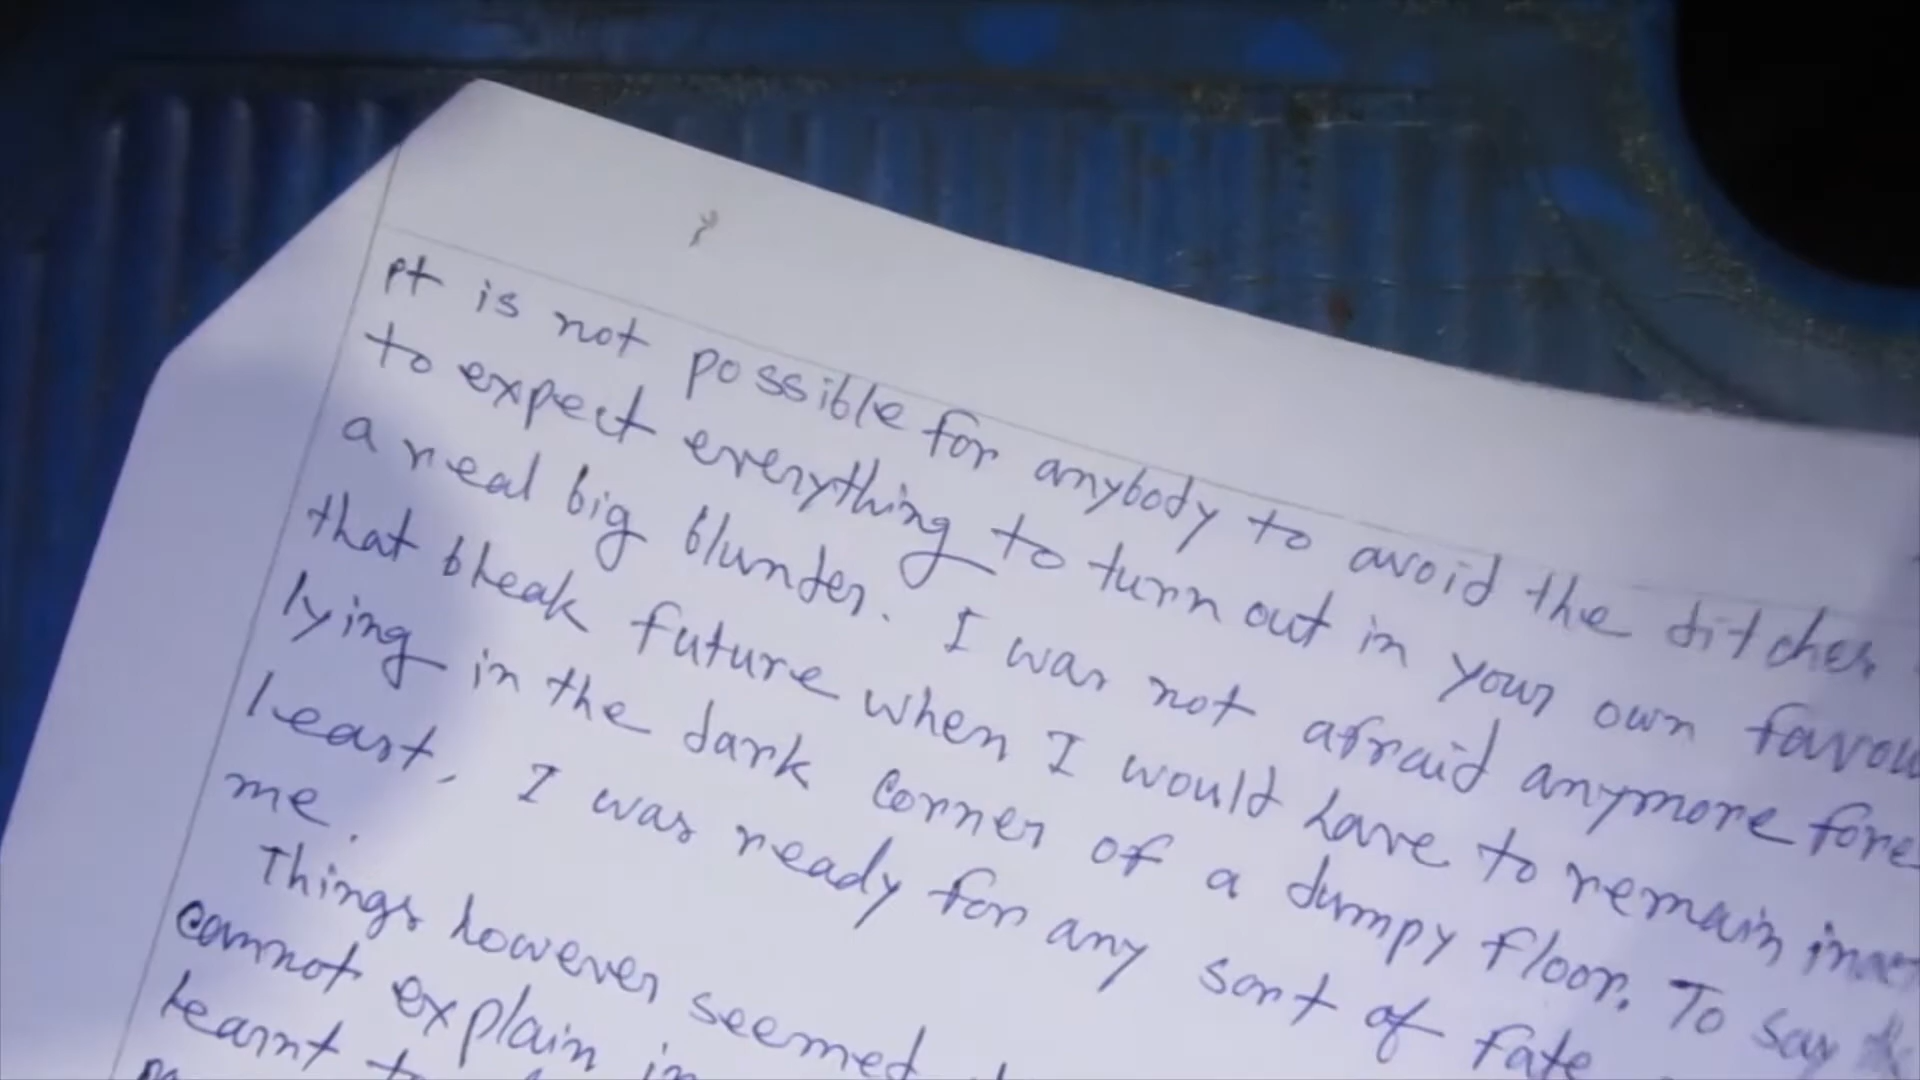 It is not possible for anybody to avoid the ditches
to expect everything to turn out in your own
a real big blunder. I was not afraid anymore
that bleak future when I would have to remain
lying in the dark corner of a dumpy floor. To say
least, I was ready for any sort of fate
me.
Things however seemed
cannot explain in
learnt